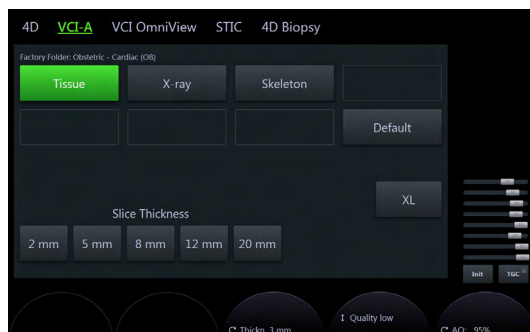 4D VCI-A VCI OmniView STIC 4D Biopsy
Factory Folder: Obstetric - Cardiac (OB)
Tissue X-ray Skeleton
Default
XL
Slice Thickness
2 mm 5 mm 8 mm 12 mm 20 mm
Init TGC
Quality low
Thickn. 3 mm AO: 95%